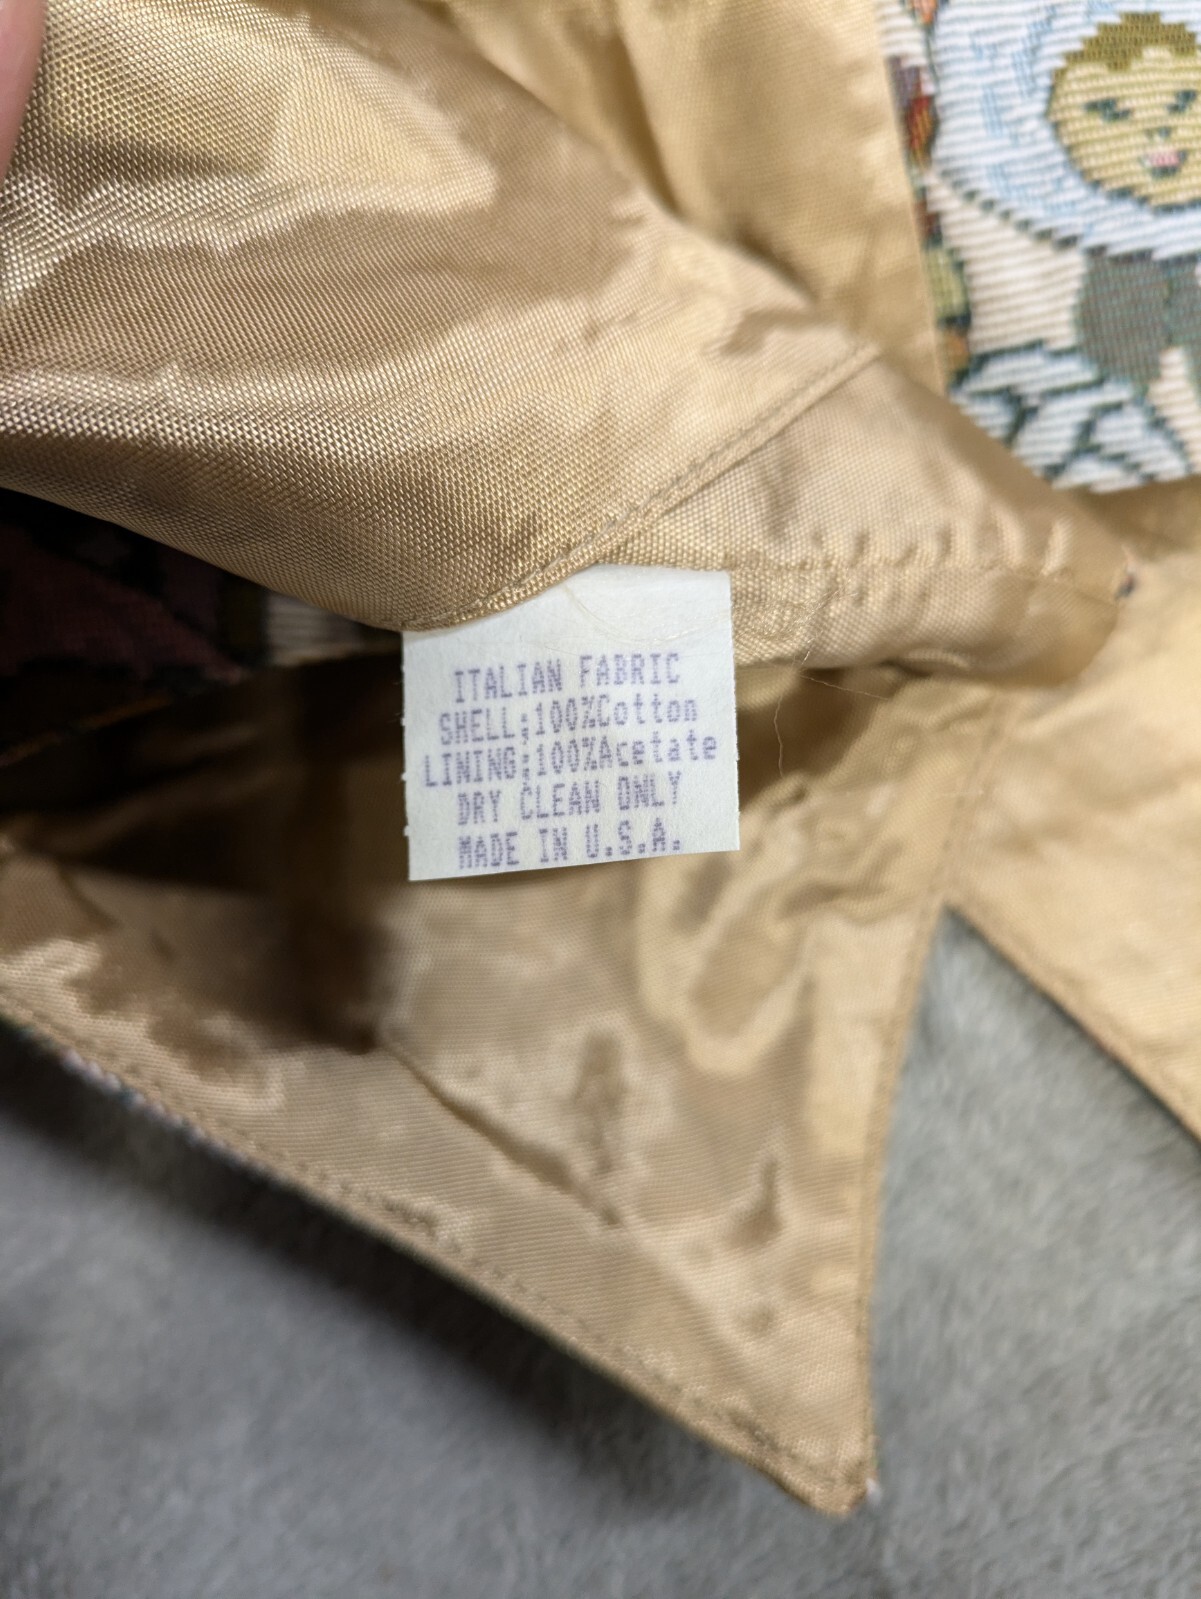 ITALIAN FABRIC
SHELL;100%Cotton
LINING;100%Acetate
DRY CLEAN ONLY
MADE IN U.S.A.